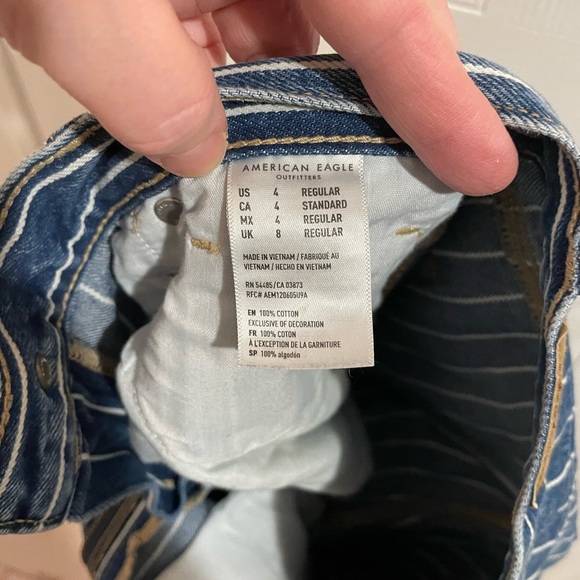 AMERICAN EAGLE
OUTFITTERS
US 4 REGULAR
CA 4 STANDARD
MX 4 REGULAR
UK 8 REGULAR
MADE IN VIETNAM / FABRIQUÉ AU
VIETNAM / HECHO EN VIETNAM
RN 54485/CA 03873
RFC# AEM120605U9A
EN 100% COTTON
EXCLUSIVE OF DECORATION
FR 100% COTON
À L'EXCEPTION DE LA GARNITURE
SP 100% algodón